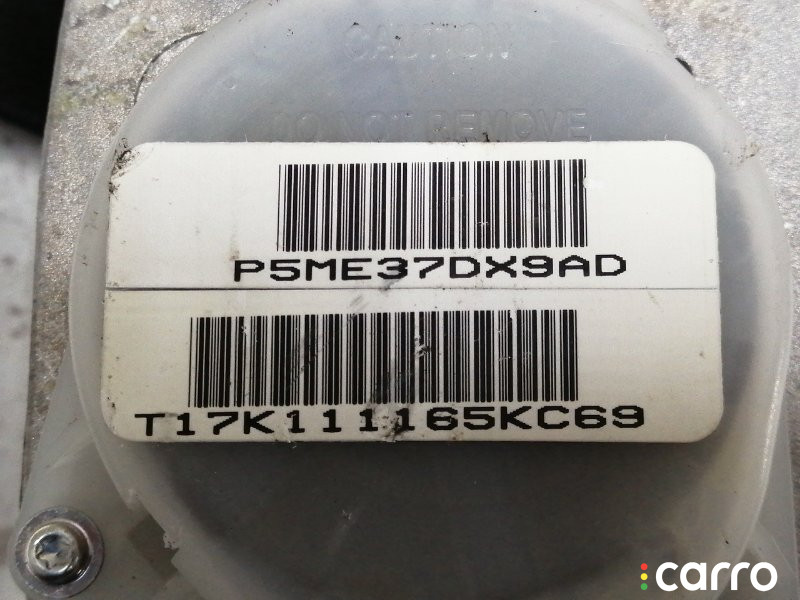 CAUTION
DO NOT REMOVE
P5ME37DX9AD
T17K111165KC69
carro